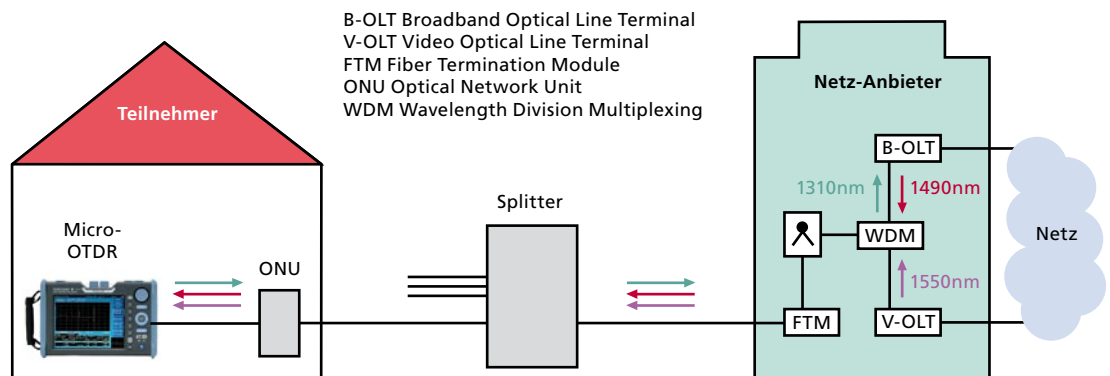 B-OLT Broadband Optical Line Terminal
V-OLT Video Optical Line Terminal
FTM Fiber Termination Module
ONU Optical Network Unit
WDM Wavelength Division Multiplexing
Teilnehmer
Micro-
OTDR
ONU
Splitter
Netz-Anbieter
B-OLT
1310nm
1490nm
WDM
1550nm
FTM
V-OLT
Netz